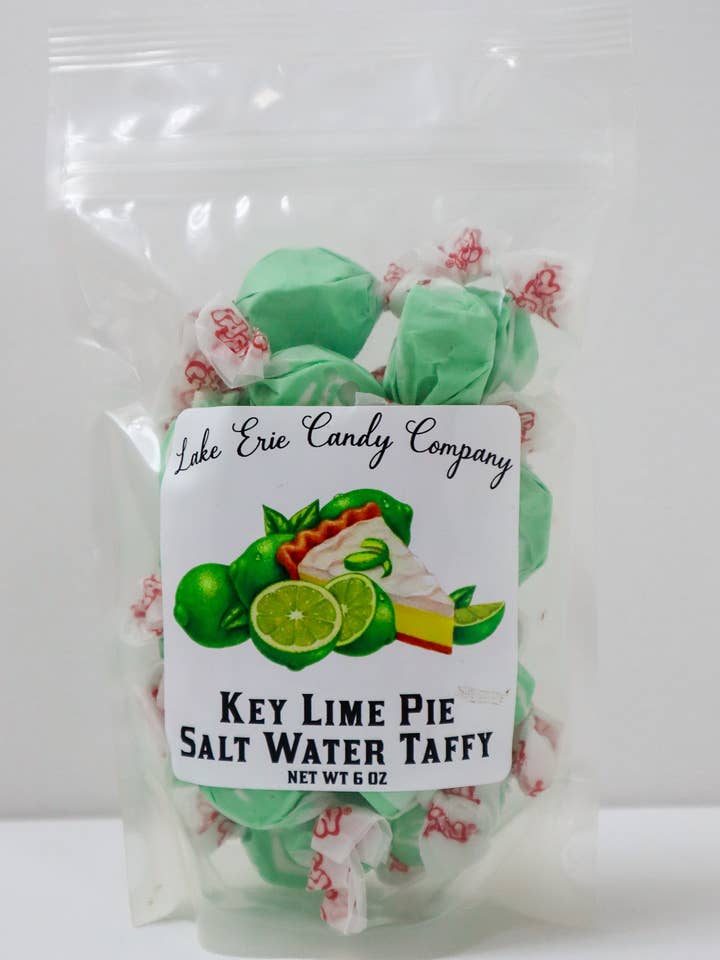 Lake Erie Candy Company
Key Lime Pie
Salt Water Taffy
NET WT 6 OZ